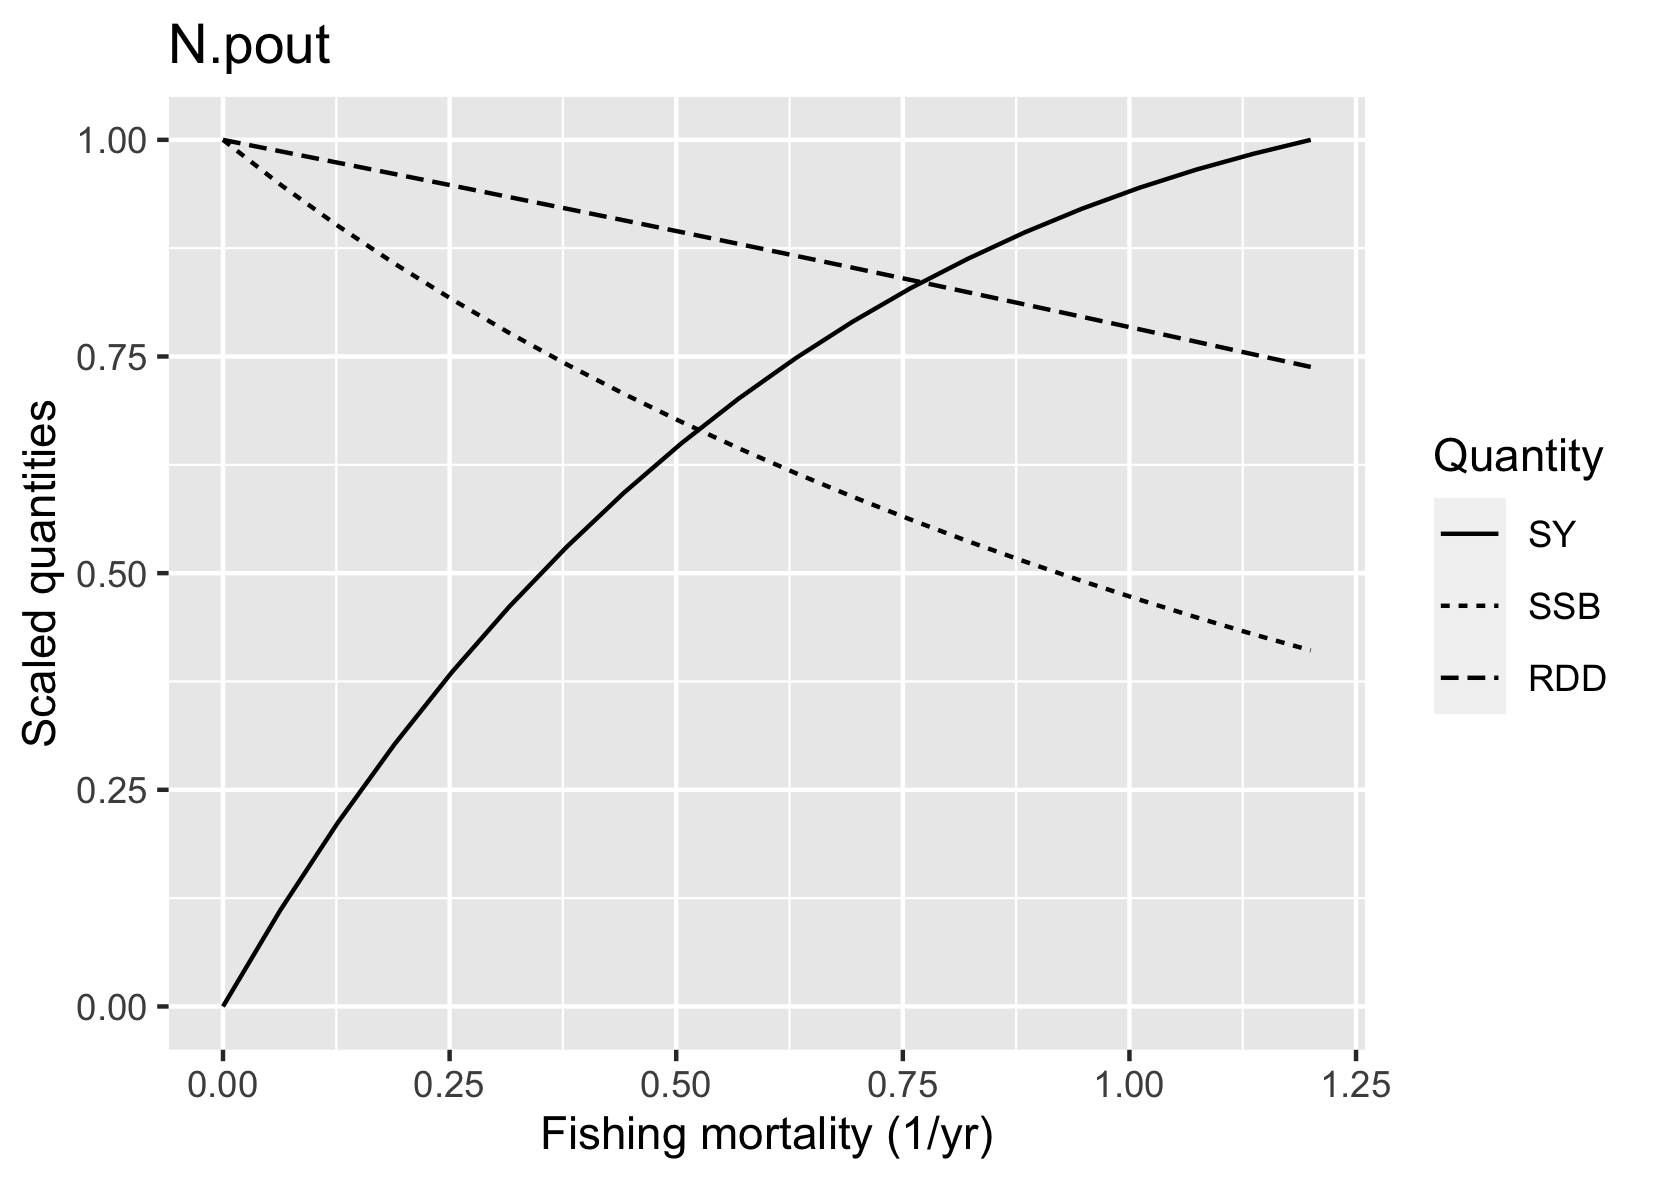 N.pout
1.00
0.75
0.50
0.25
0.00
Scaled quantities
0.00 0.25 0.50 0.75 1.00 1.25
Fishing mortality (1/yr)
Quantity
SY
SSB
RDD